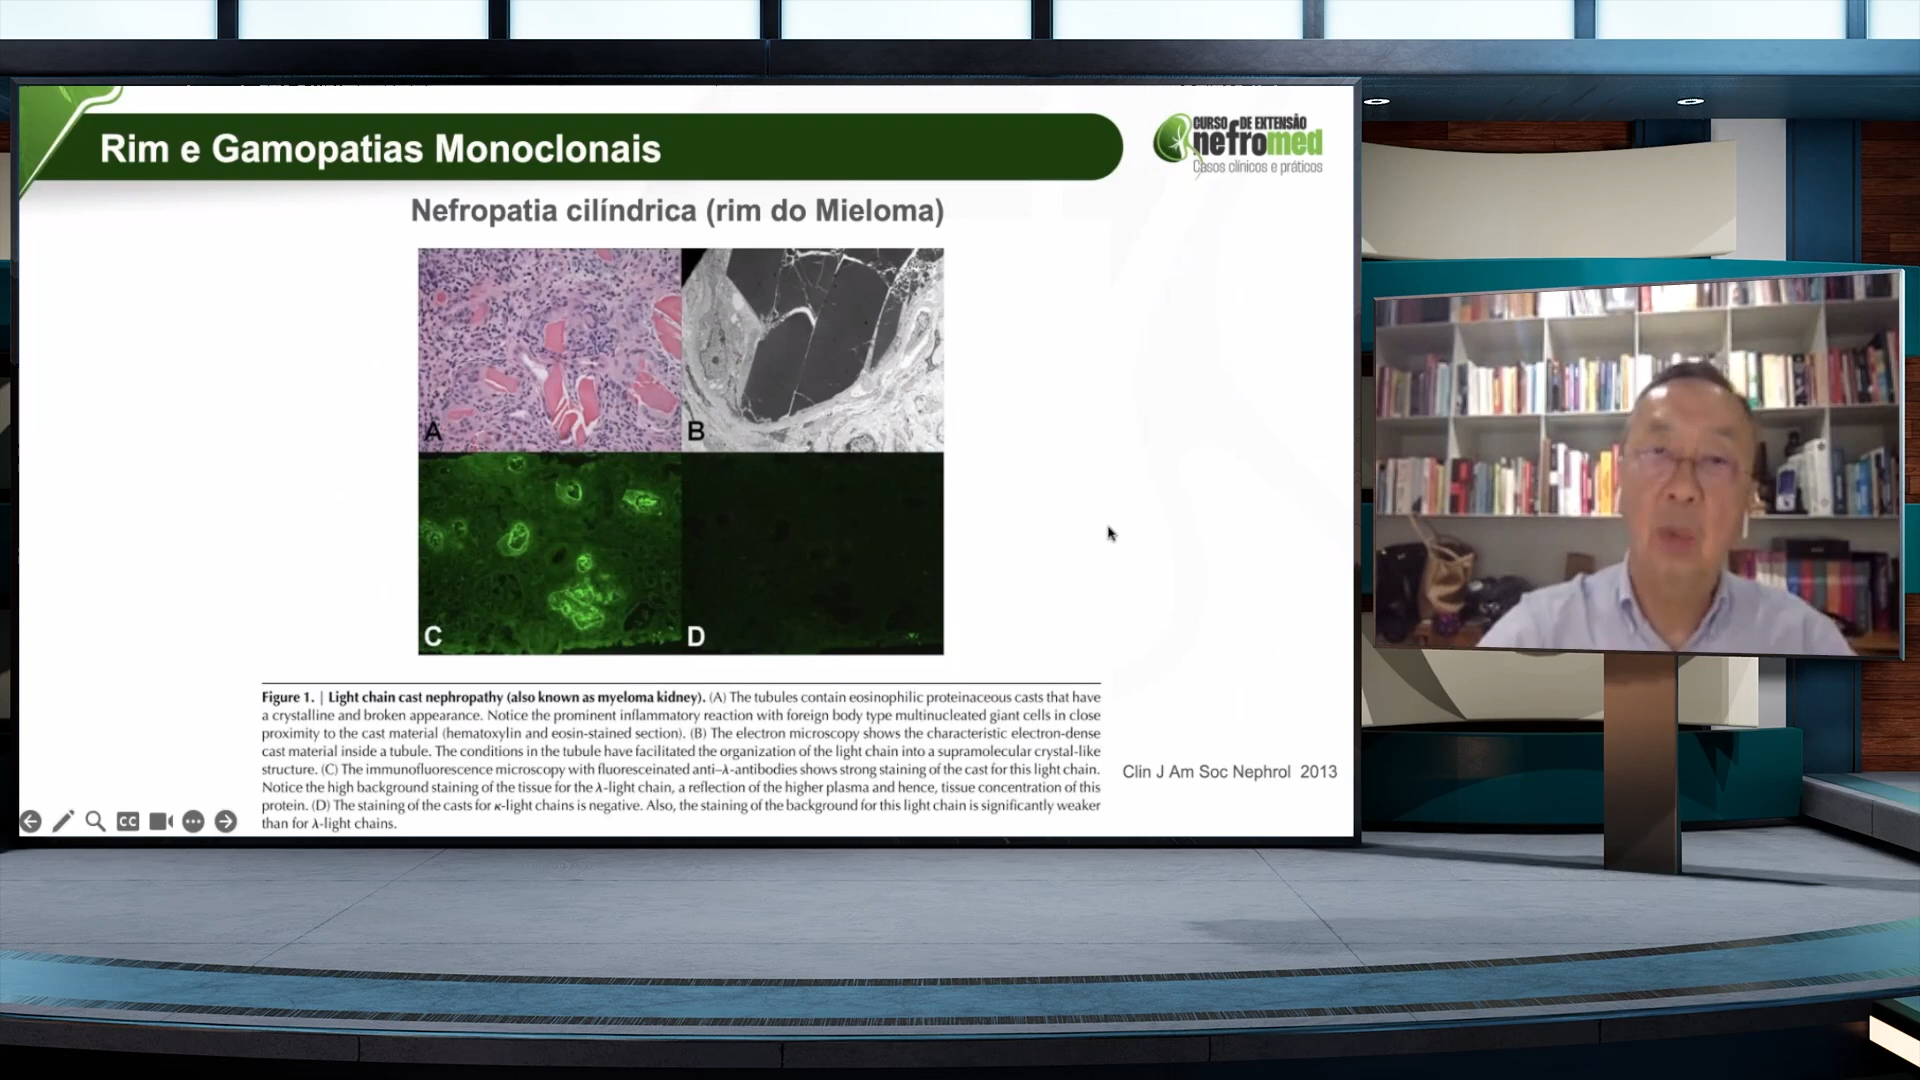 Rim e Gamopatias Monoclonais
CURSO DE EXTENSÃO
nefromed
Casos clínicos e práticos
Nefropatia cilíndrica (rim do Mieloma)
A
B
C
D
Figure 1. | Light chain cast nephropathy (also known as myeloma kidney). (A) The tubules contain eosinophilic proteinaceous casts that have
a crystalline and broken appearance. Notice the prominent inflammatory reaction with foreign body type multinucleated giant cells in close
proximity to the cast material (hematoxylin and eosin-stained section). (B) The electron microscopy shows the characteristic electron-dense
cast material inside a tubule. The conditions in the tubule have facilitated the organization of the light chain into a supramolecular crystal-like
structure. (C) The immunofluorescence microscopy with fluoresceinated anti–λ-antibodies shows strong staining of the cast for this light chain.
Notice the high background staining of the tissue for the λ-light chain, a reflection of the higher plasma and hence, tissue concentration of this
protein. (D) The staining of the casts for κ-light chains is negative. Also, the staining of the background for this light chain is significantly weaker
than for λ-light chains.
Clin J Am Soc Nephrol 2013
CC